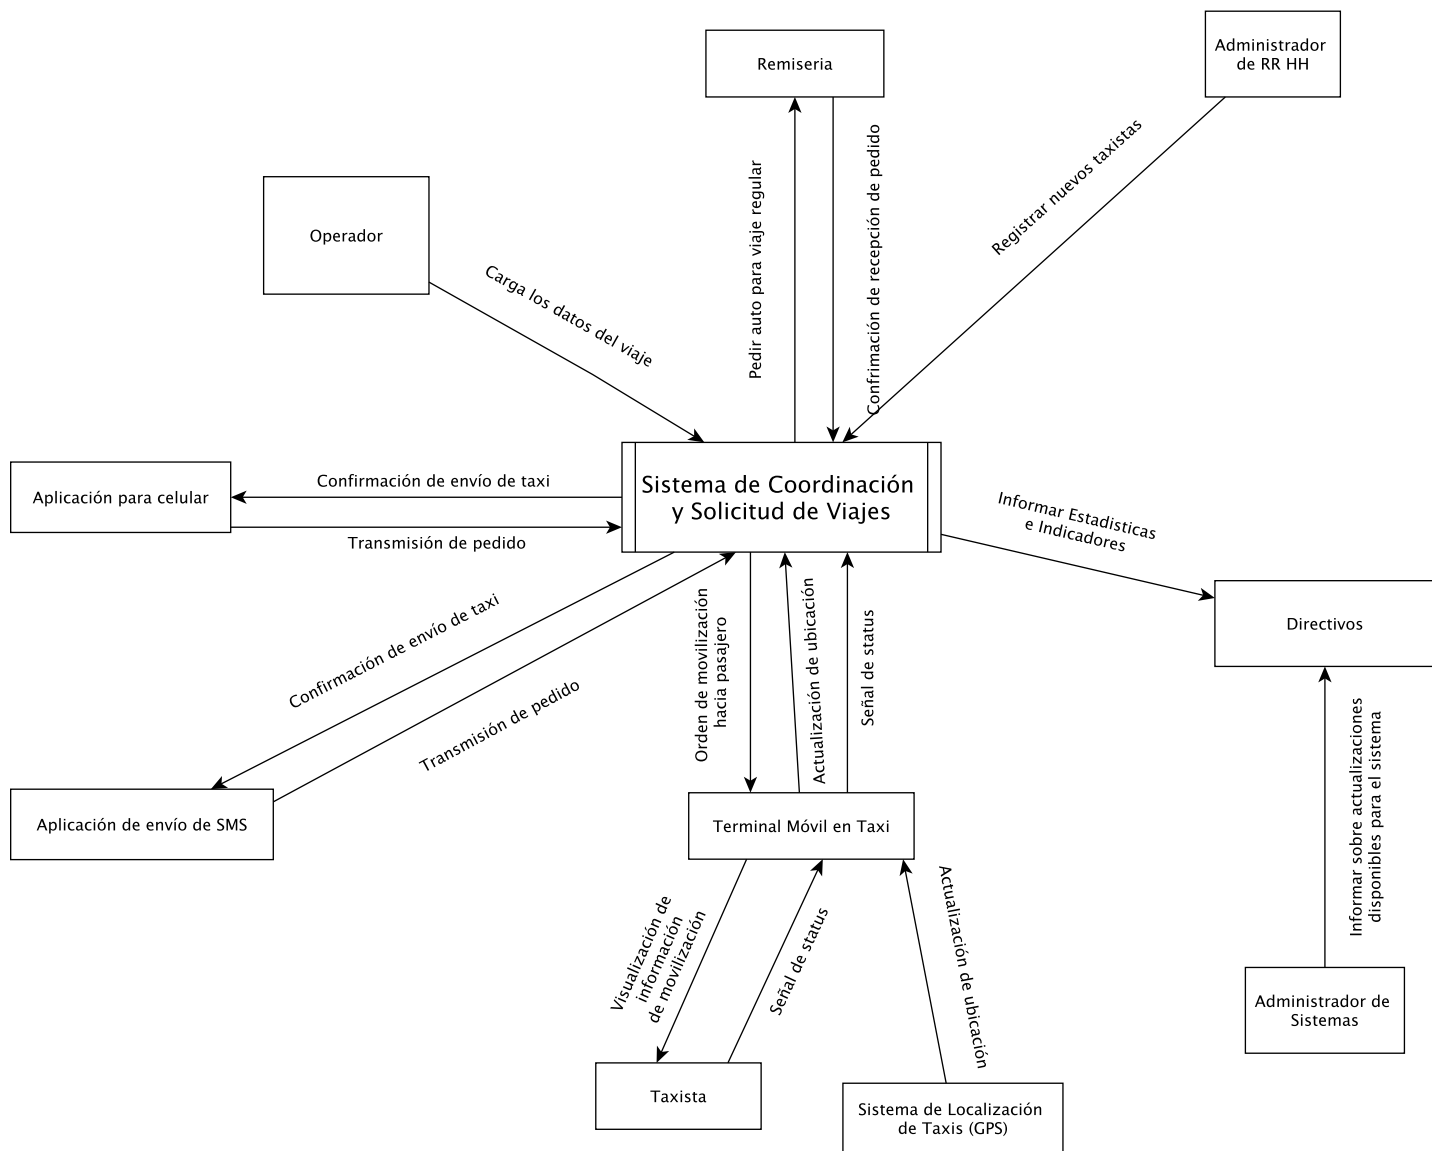 Administrador
de RR HH
Remiseria
Registrar nuevos taxistas
Confrimación de recepción de pedido
Pedir auto para viaje regular
Operador
Carga los datos del viaje
Sistema de Coordinación
y Solicitud de Viajes
Aplicación para celular
Confirmación de envío de taxi
Transmisión de pedido
Informar Estadisticas
e Indicadores
Directivos
Confirmación de envío de taxi
Transmisión de pedido
Orden de movilización
hacia pasajero
Actualización de ubicación
Señal de status
Informar sobre actualizaciones
disponibles para el sistema
Aplicación de envío de SMS
Terminal Móvil en Taxi
Visualización de
información
de movilización
Señal de status
Actualización de ubicación
Administrador de
Sistemas
Taxista
Sistema de Localización
de Taxis (GPS)